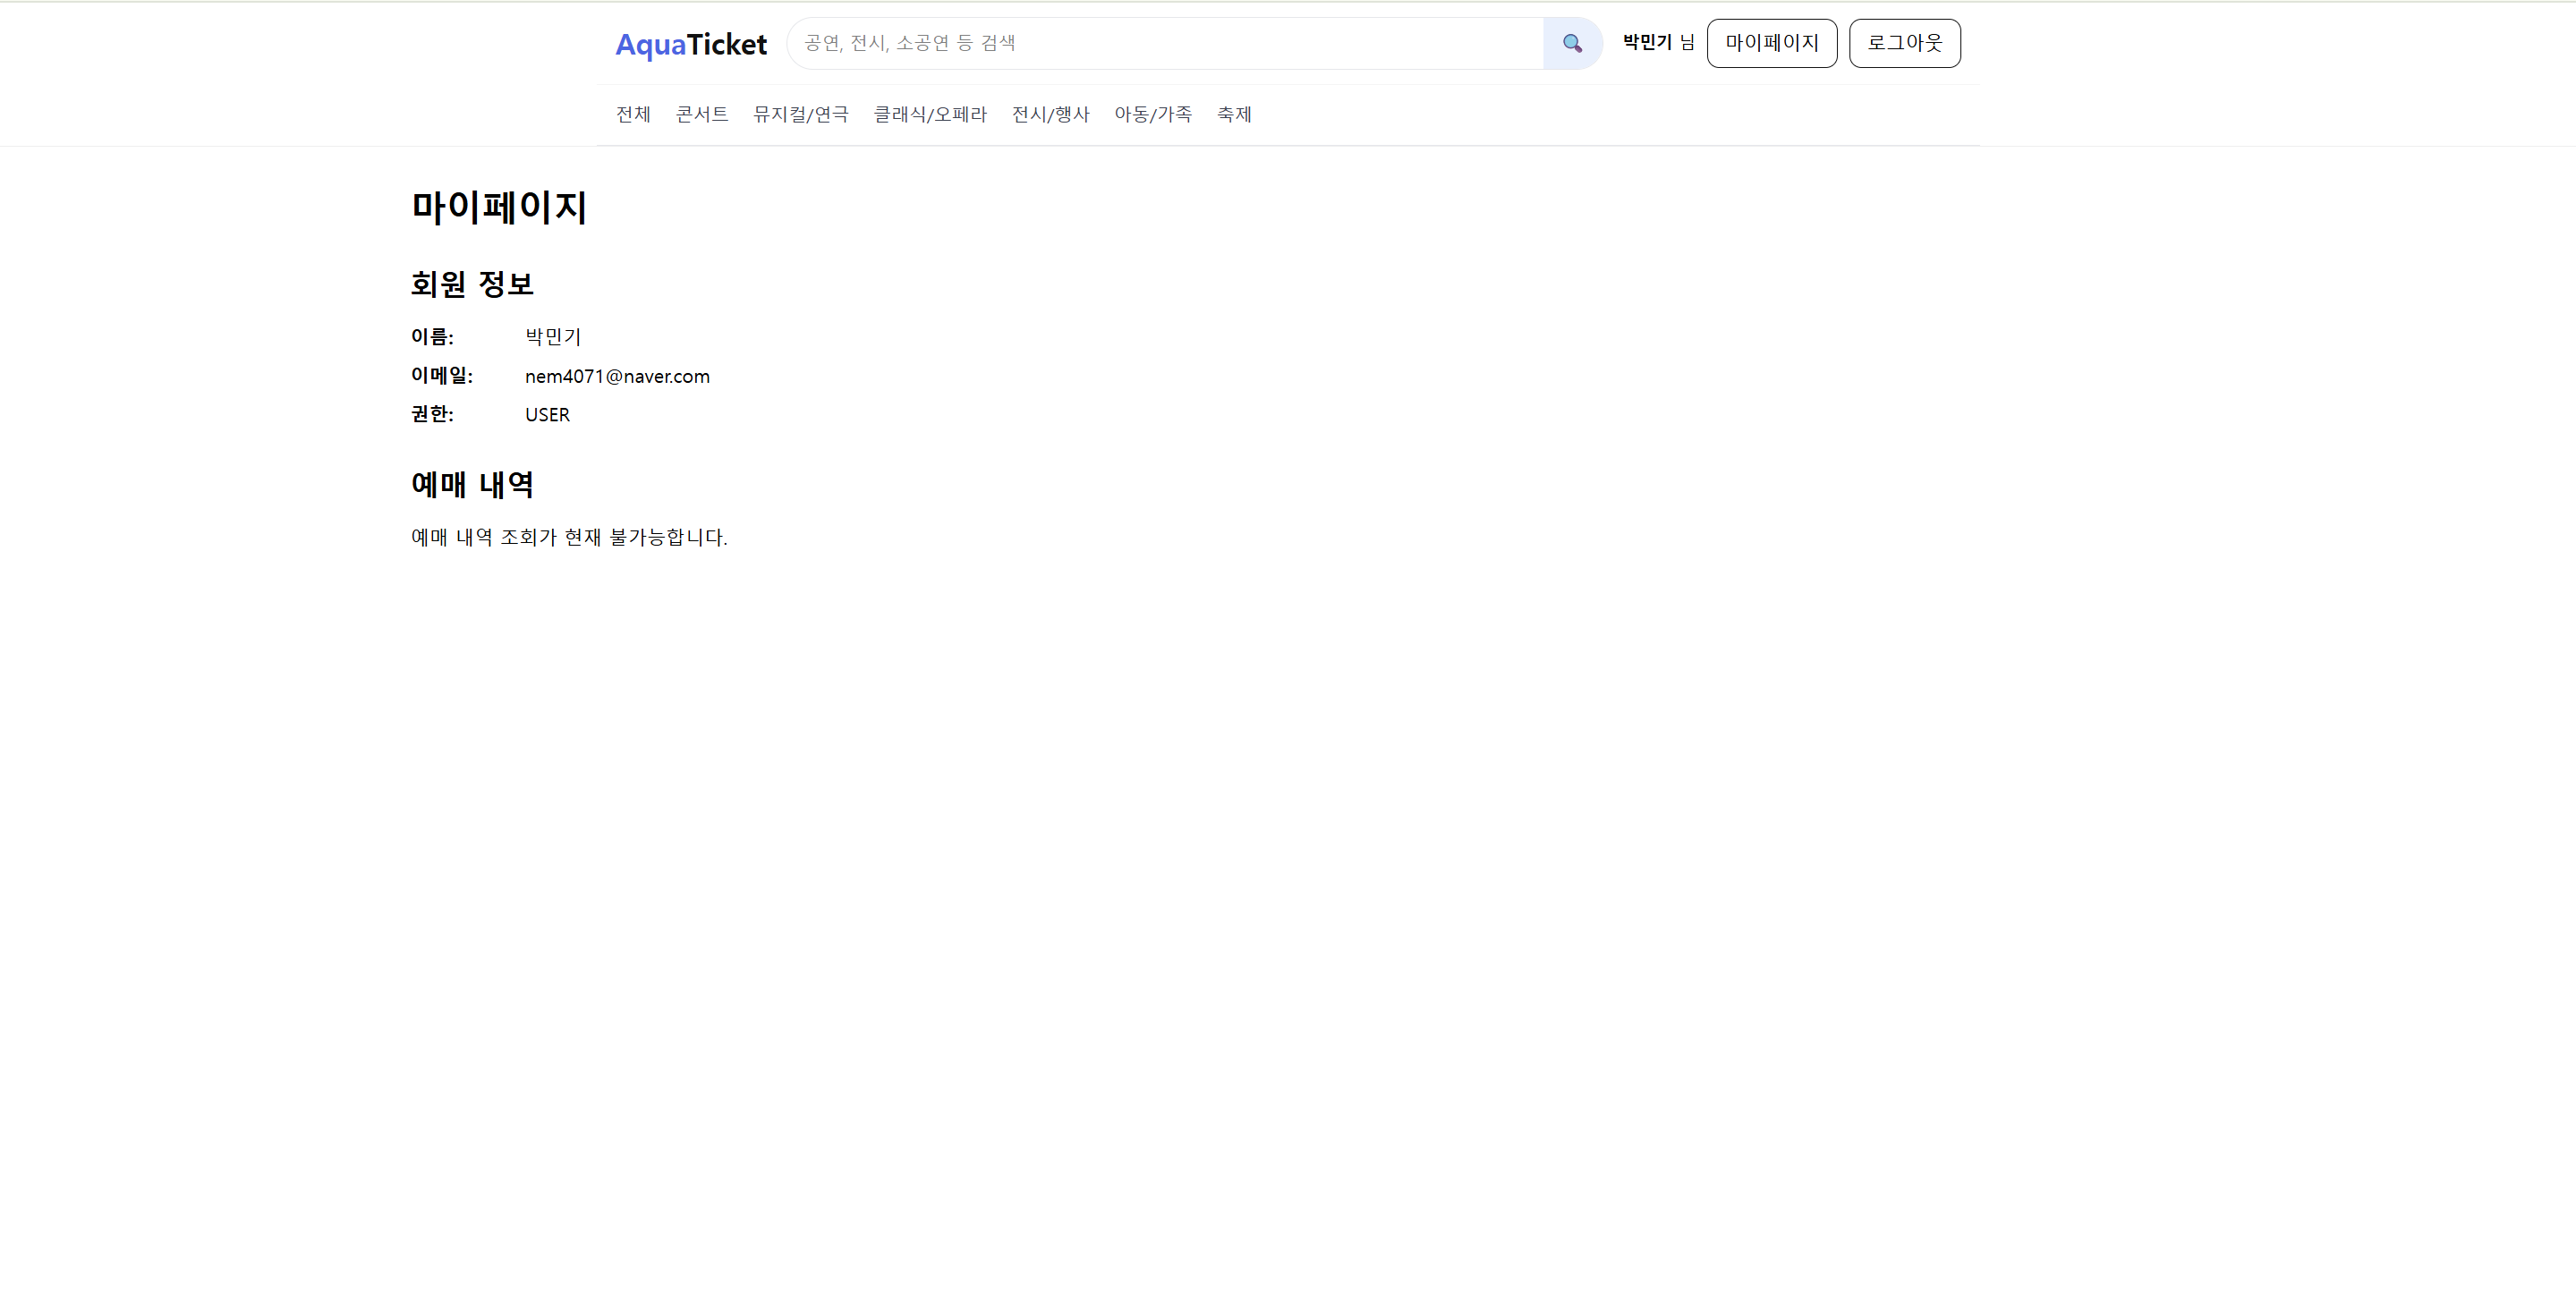 AquaTicket 공연, 전시, 소공연 등 검색 박민기 님 마이페이지 로그아웃
전체 콘서트 뮤지컬/연극 클래식/오페라 전시/행사 아동/가족 축제
마이페이지
회원 정보
이름: 박민기
이메일: nem4071@naver.com
권한: USER
예매 내역
예매 내역 조회가 현재 불가능합니다.